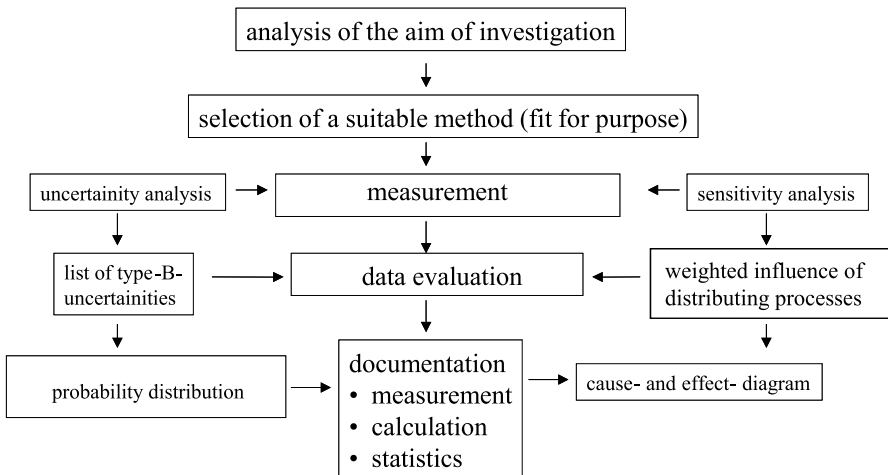 analysis of the aim of investigation
selection of a suitable method (fit for purpose)
uncertainity analysis
measurement
sensitivity analysis
list of type-B-
uncertainities
data evaluation
weighted influence of
distributing processes
probability distribution
documentation
• measurement
• calculation
• statistics
cause- and effect- diagram